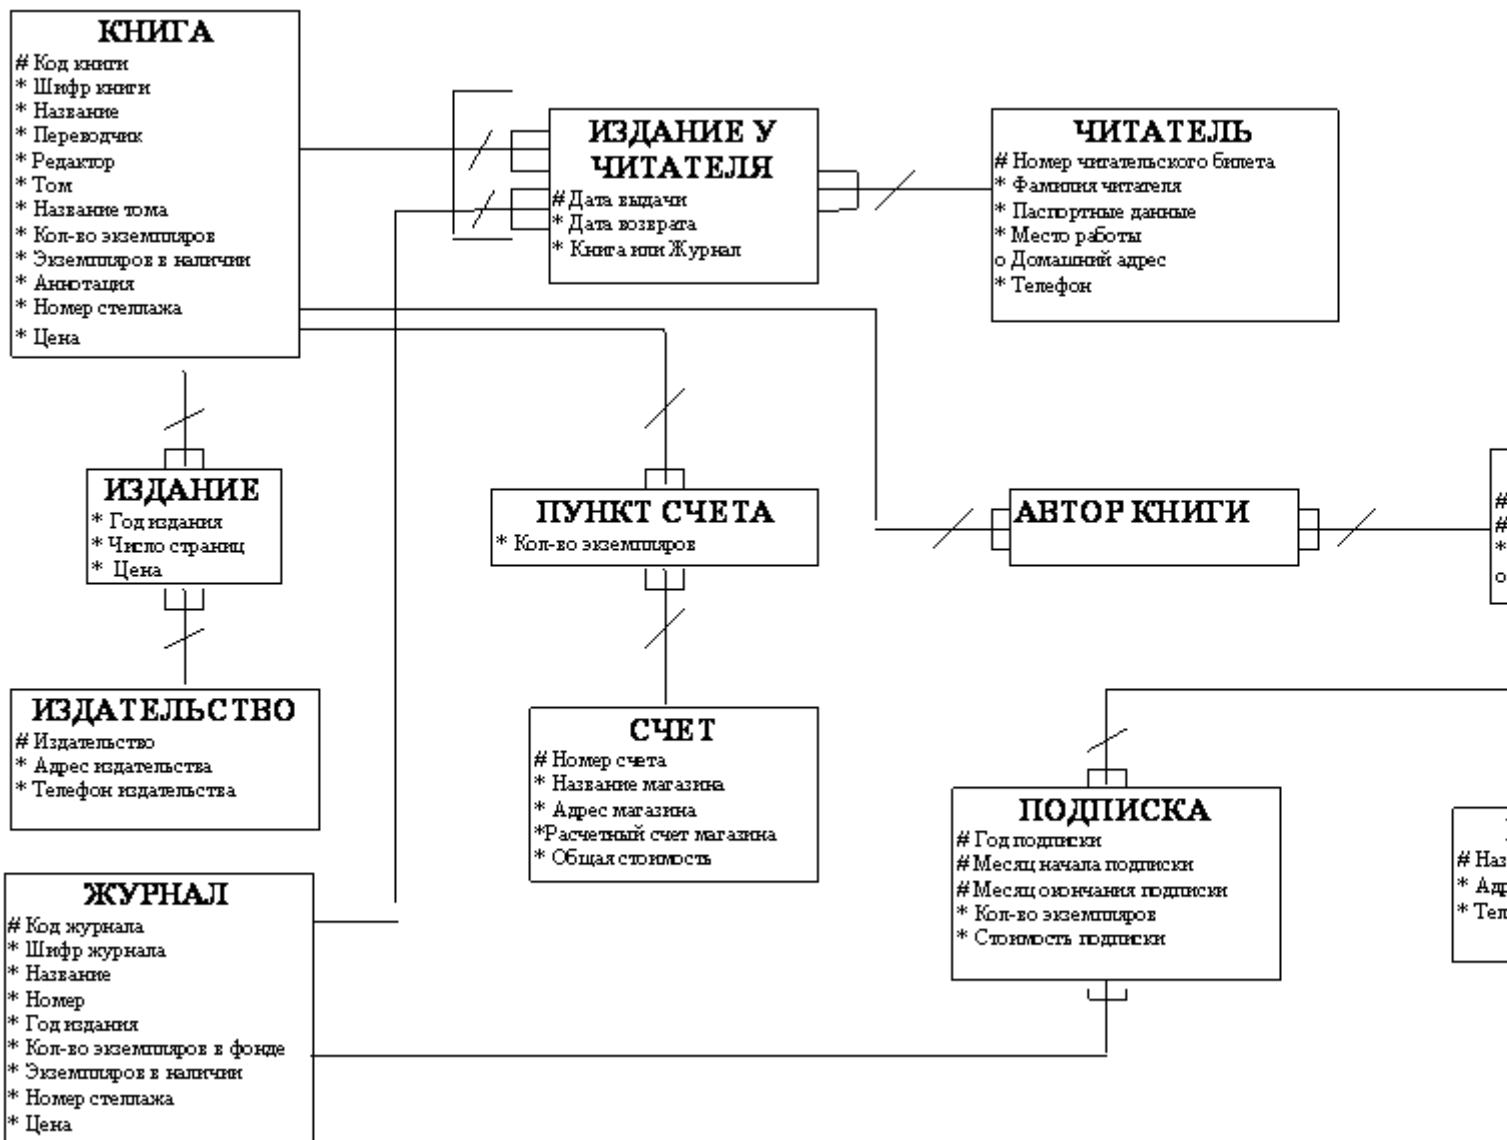 КНИГА
# Код книги
* Шифр книги
* Название
* Переводчик
* Редактор
* Том
* Название тома
* Кол-во экземпляров
* Экземпляров в наличии
* Аннотация
* Номер стеллажа
* Цена
ИЗДАНИЕ У
ЧИТАТЕЛЯ
# Дата выдачи
* Дата возврата
* Книга или Журнал
ЧИТАТЕЛЬ
# Номер читательского билета
* Фамилия читателя
* Паспортные данные
* Место работы
о Домашний адрес
* Телефон
ИЗДАНИЕ
* Год издания
* Число страниц
* Цена
ПУНКТ СЧЕТА
* Кол-во экземпляров
АВТОР КНИГИ
#
#
*
о
ИЗДАТЕЛЬСТВО
# Издательство
* Адрес издательства
* Телефон издательства
СЧЕТ
# Номер счета
* Название магазина
* Адрес магазина
*Расчетный счет магазина
* Общая стоимость
ПОДПИСКА
# Год подписки
# Месяц начала подписки
# Месяц окончания подписки
* Кол-во экземпляров
* Стоимость подписки
# Наз
* Адр
* Тел
ЖУРНАЛ
# Код журнала
* Шифр журнала
* Название
* Номер
* Год издания
* Кол-во экземпляров в фонде
* Экземпляров в наличии
* Номер стеллажа
* Цена